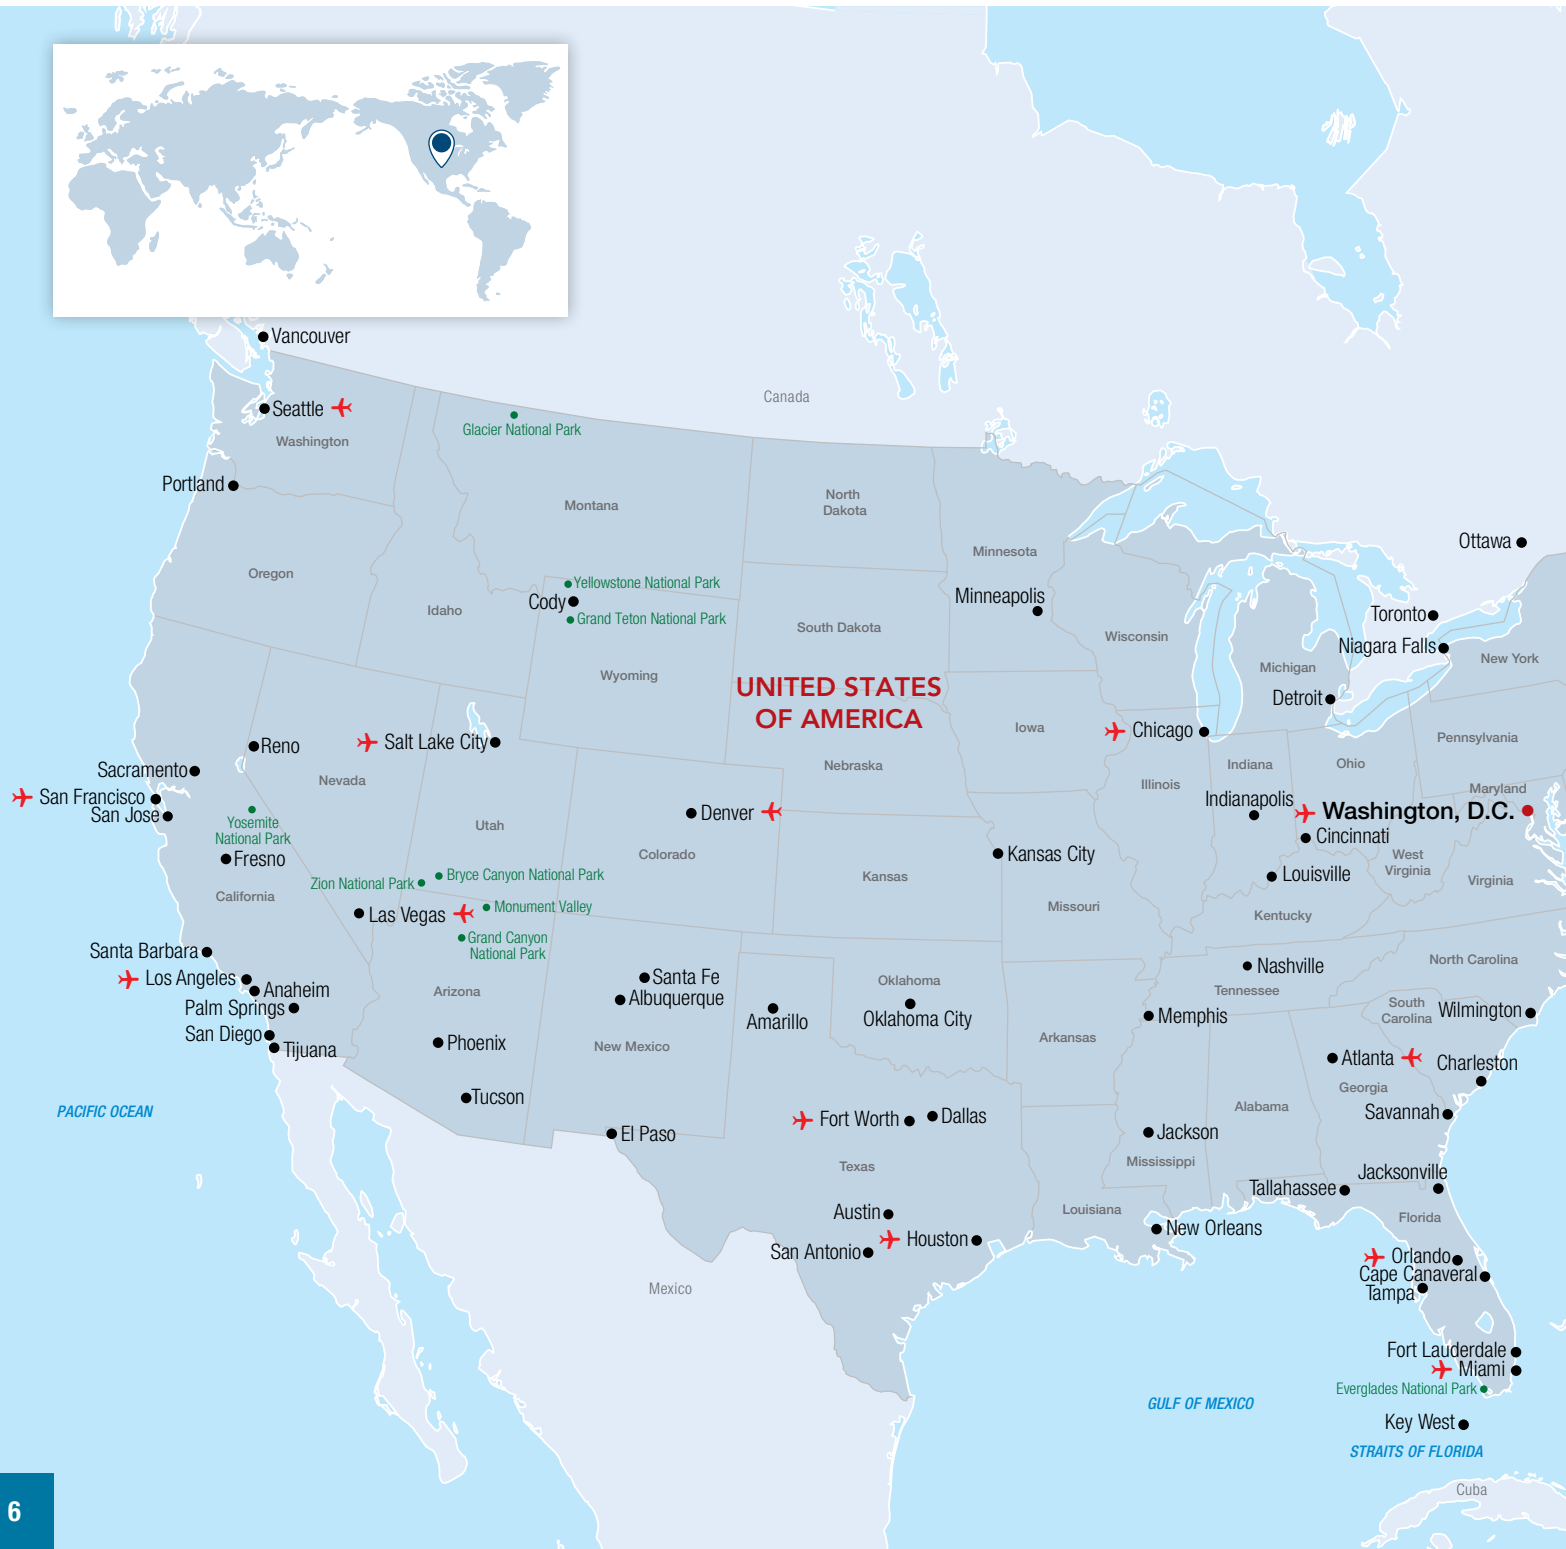 Vancouver
Canada
Seattle
Glacier National Park
Washington
Portland
Montana
North
Dakota
Ottawa
Minnesota
Oregon
Yellowstone National Park
Minneapolis
Cody
Idaho
Grand Teton National Park
Toronto
South Dakota
Wisconsin
Niagara Falls
New York
Michigan
Wyoming
UNITED STATES
OF AMERICA
Detroit
Iowa
Chicago
Pennsylvania
Salt Lake City
Reno
Nebraska
Indiana
Ohio
Sacramento
Nevada
Illinois
Maryland
San Francisco
Indianapolis
San Jose
Denver
Washington, D.C.
Yosemite
National Park
Utah
Cincinnati
Fresno
Colorado
Kansas City
West
Virginia
Zion National Park
Bryce Canyon National Park
Kansas
Louisville
Virginia
California
Las Vegas
Monument Valley
Missouri
Kentucky
Grand Canyon
National Park
Santa Barbara
North Carolina
Los Angeles
Santa Fe
Oklahoma
Nashville
Anaheim
Arizona
Albuquerque
Tennessee
Palm Springs
Amarillo
Oklahoma City
Memphis
South
Carolina
Wilmington
San Diego
Tijuana
Phoenix
New Mexico
Arkansas
Atlanta
Charleston
Georgia
Tucson
PACIFIC OCEAN
Fort Worth
Dallas
Alabama
Savannah
El Paso
Jackson
Texas
Mississippi
Jacksonville
Tallahassee
Austin
Louisiana
Florida
New Orleans
Houston
San Antonio
Orlando
Cape Canaveral
Tampa
Mexico
Fort Lauderdale
Miami
Everglades National Park
GULF OF MEXICO
Key West
STRAITS OF FLORIDA
Cuba
6